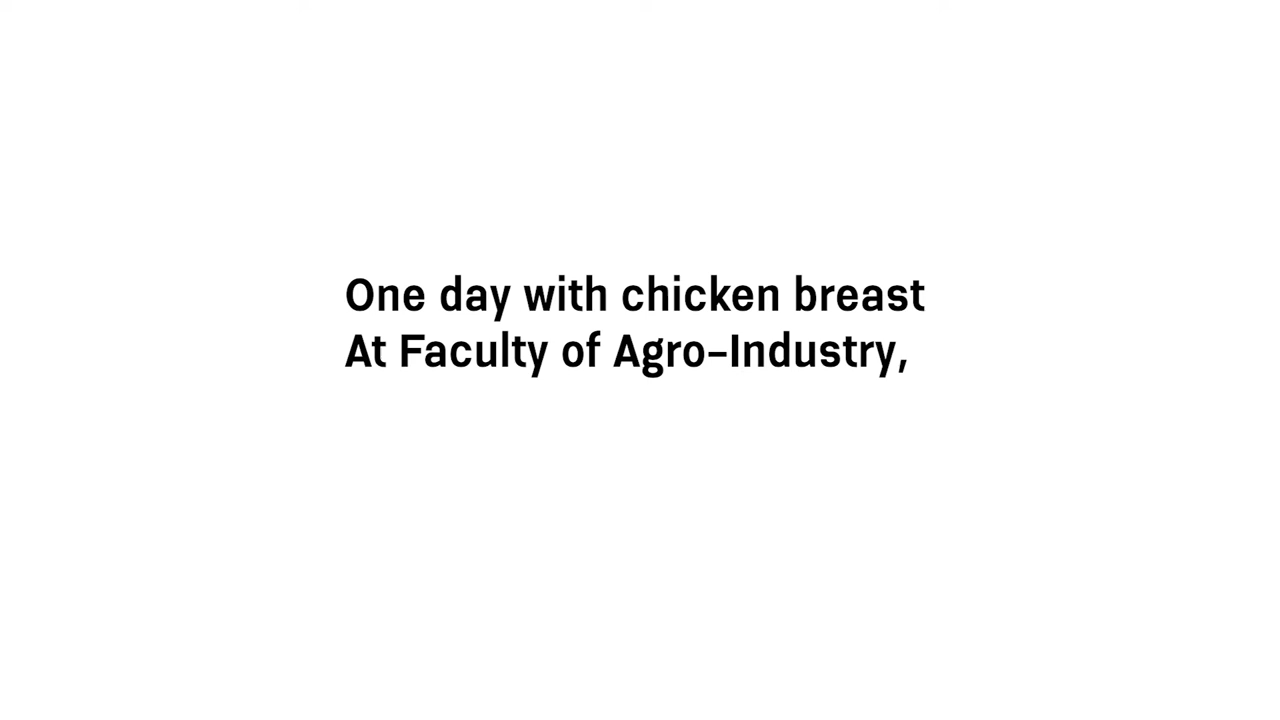 One day with chicken breast
At Faculty of Agro-Industry,